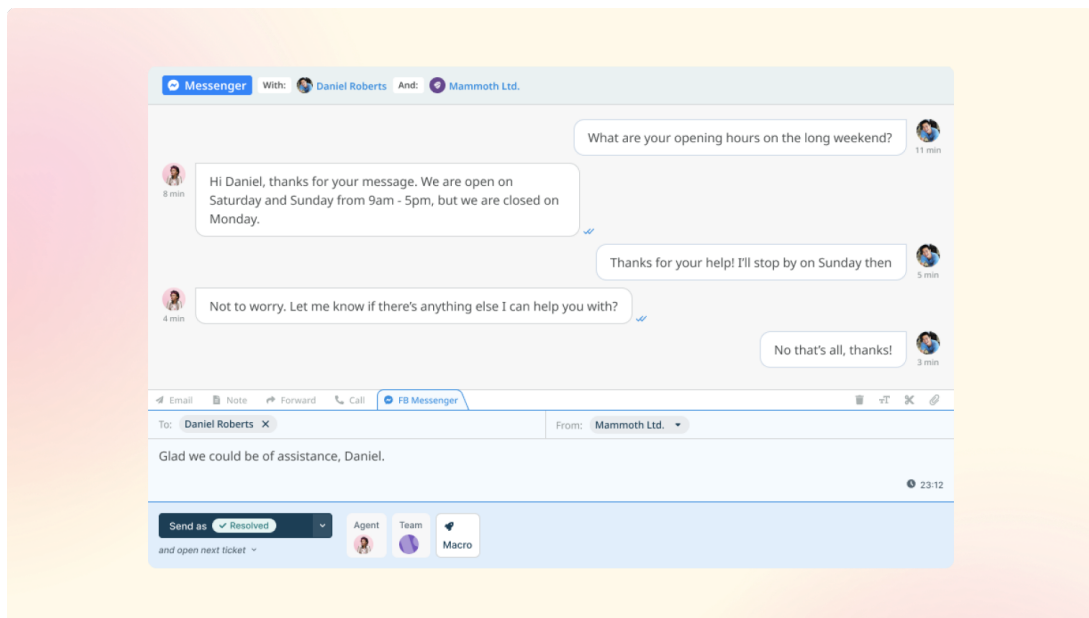 Messenger With: Daniel Roberts And: Mammoth Ltd.
What are your opening hours on the long weekend?
11 min
Hi Daniel, thanks for your message. We are open on
Saturday and Sunday from 9am - 5pm, but we are closed on
Monday.
8 min
Thanks for your help! I'll stop by on Sunday then
5 min
Not to worry. Let me know if there's anything else I can help you with?
4 min
No that's all, thanks!
3 min
Email Note Forward Call FB Messenger
To: Daniel Roberts From: Mammoth Ltd.
Glad we could be of assistance, Daniel.
23:12
Send as Resolved
and open next ticket
Agent Team Macro